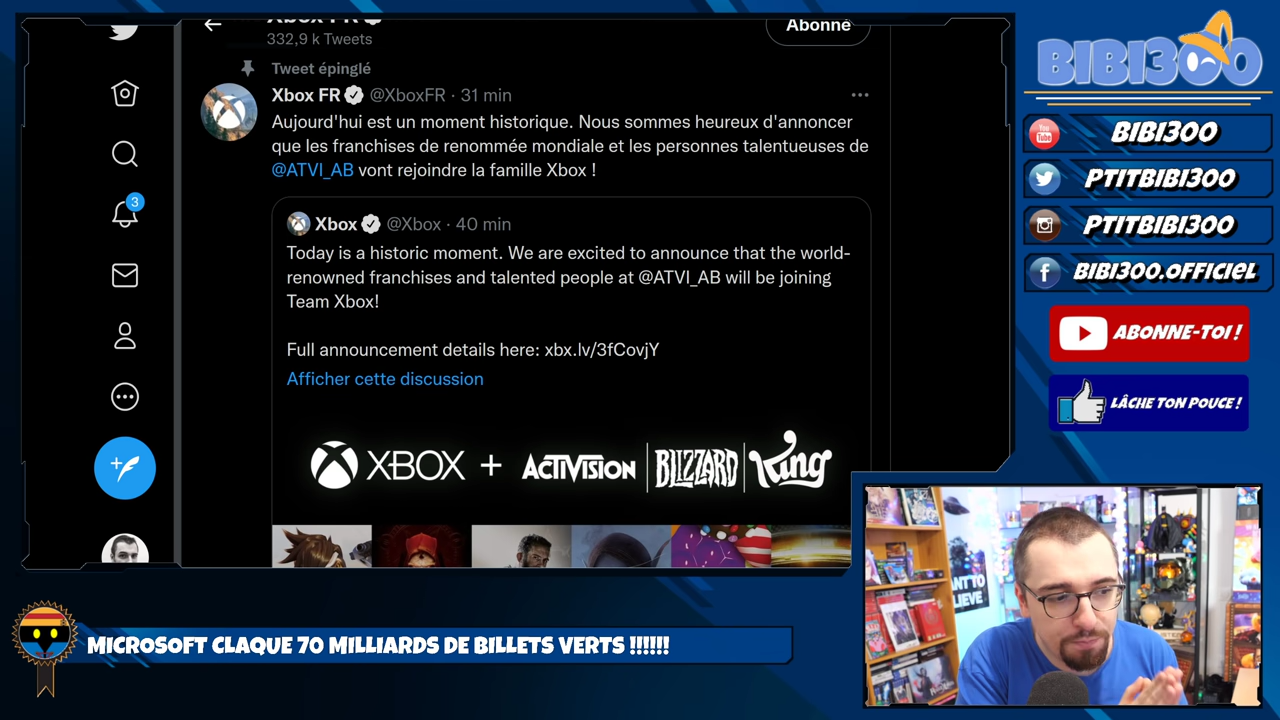 Xbox FR
332,9 k Tweets
Abonné
Tweet épinglé
Xbox FR @XboxFR · 31 min
Aujourd'hui est un moment historique. Nous sommes heureux d'annoncer
que les franchises de renommée mondiale et les personnes talentueuses de
@ATVI_AB vont rejoindre la famille Xbox !
Xbox @Xbox · 40 min
Today is a historic moment. We are excited to announce that the world-
renowned franchises and talented people at @ATVI_AB will be joining
Team Xbox!
Full announcement details here: xbx.lv/3fCovjY
Afficher cette discussion
XBOX + ACTIVISION BLIZZARD King
3
BIBI300
You Tube
BIBI300
PTITBIBI300
PTITBIBI300
BIBI300.OFFICIEL
ABONNE-TOI !
LÂCHE TON POUCE !
MICROSOFT CLAQUE 70 MILLIARDS DE BILLETS VERTS !!!!!!